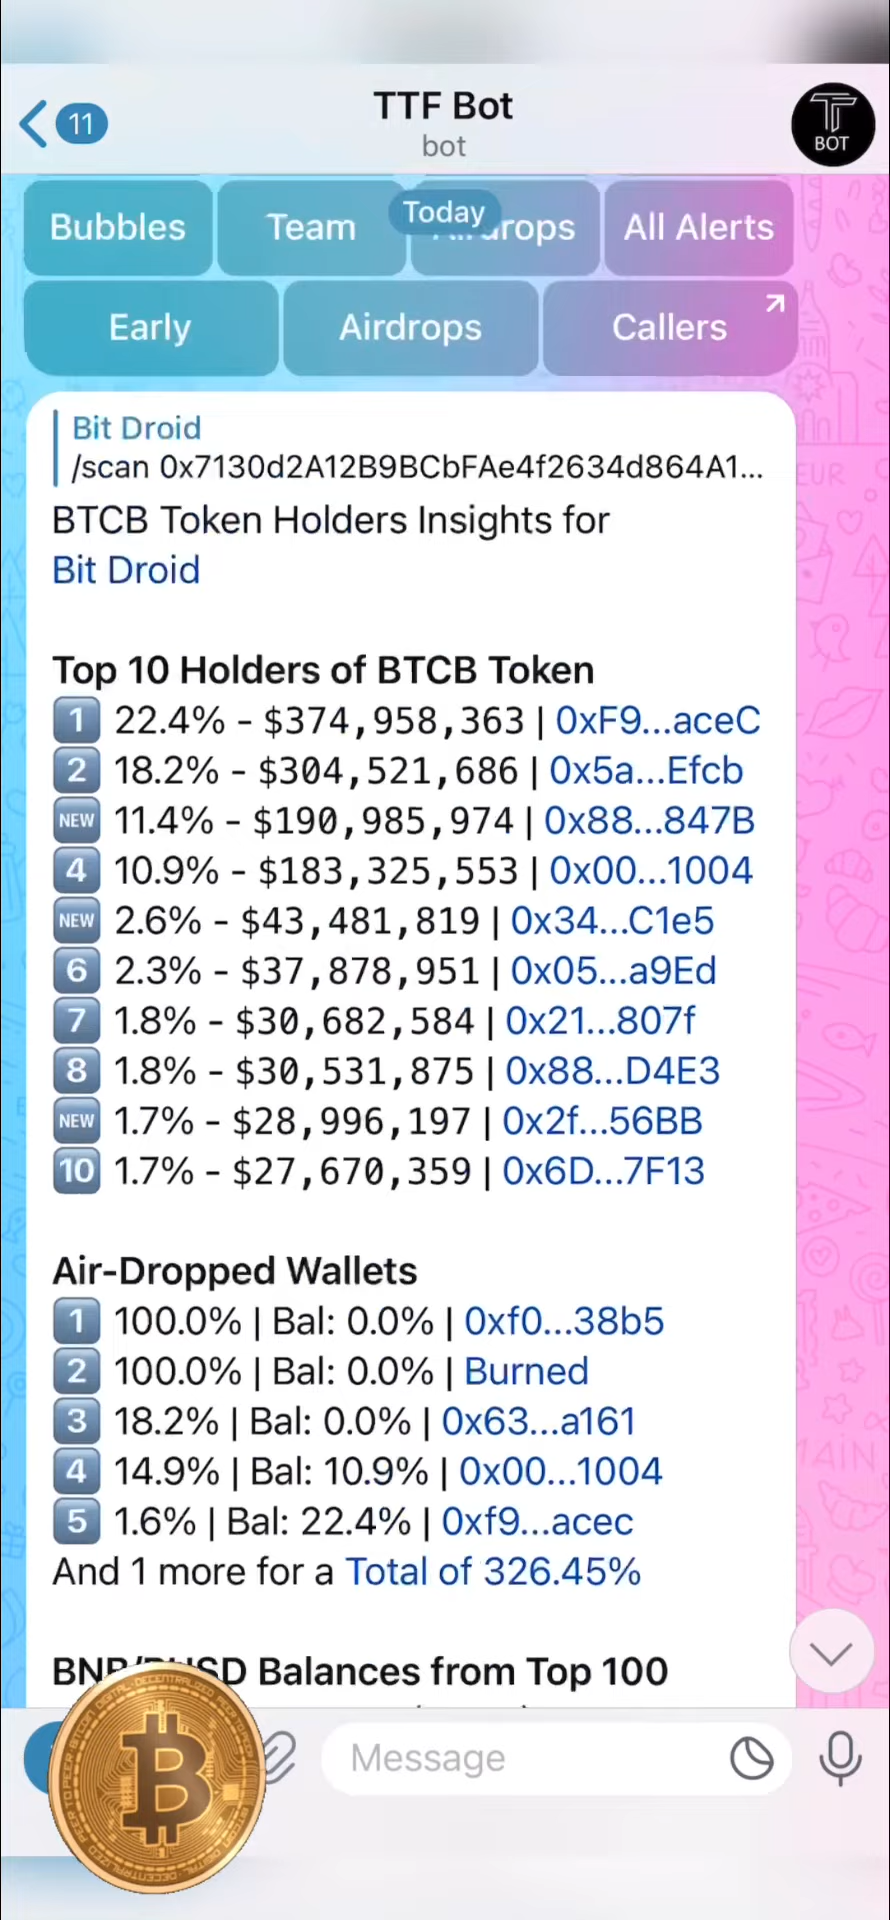 11
TTF Bot
bot
BOT
Today
Bubbles
Team
All Alerts
Early
Airdrops
Callers
Bit Droid
/scan 0x7130d2A12B9BCbFAe4f2634d864A1...
BTCB Token Holders Insights for
Bit Droid
Top 10 Holders of BTCB Token
1 22.4% - $374,958,363 | 0xF9...aceC
2 18.2% - $304,521,686 | 0x5a...Efcb
NEW 11.4% - $190,985,974 | 0x88...847B
4 10.9% - $183,325,553 | 0x00...1004
NEW 2.6% - $43,481,819 | 0x34...C1e5
6 2.3% - $37,878,951 | 0x05...a9Ed
7 1.8% - $30,682,584 | 0x21...807f
8 1.8% - $30,531,875 | 0x88...D4E3
NEW 1.7% - $28,996,197 | 0x2f...56BB
10 1.7% - $27,670,359 | 0x6D...7F13
Air-Dropped Wallets
1 100.0% | Bal: 0.0% | 0xf0...38b5
2 100.0% | Bal: 0.0% | Burned
3 18.2% | Bal: 0.0% | 0x63...a161
4 14.9% | Bal: 10.9% | 0x00...1004
5 1.6% | Bal: 22.4% | 0xf9...acec
And 1 more for a Total of 326.45%
Balances from Top 100
Message